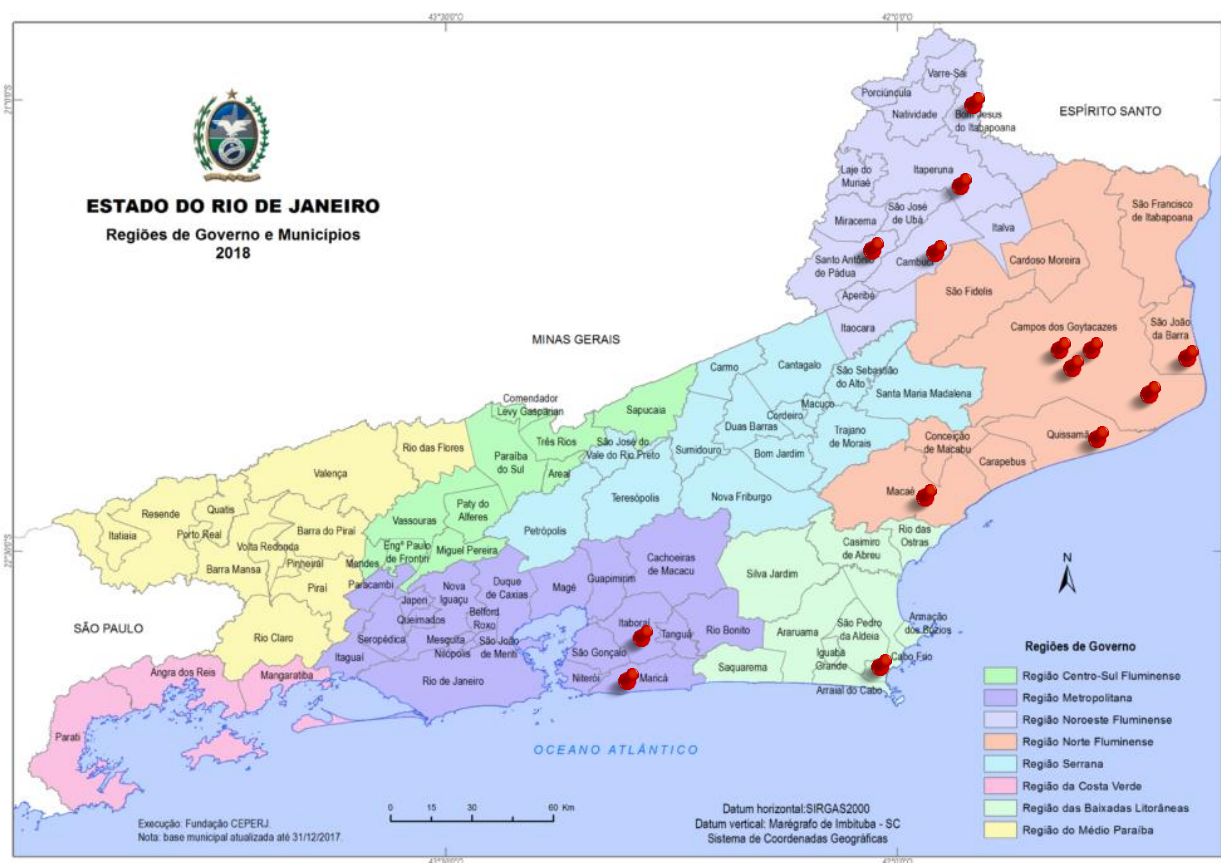 43°30'0"O
42°0'0"O
21°0'0"S
22°30'0"S
ESTADO DO RIO DE JANEIRO
Regiões de Governo e Municípios
2018
ESPÍRITO SANTO
MINAS GERAIS
SÃO PAULO
OCEANO ATLÂNTICO
Varre-Sai
Porciúncula
Natividade
Bom Jesus
do Itabapoana
Laje do
Muriaé
Itaperuna
São José
de Ubá
Miracema
Italva
Santo Antônio
de Pádua
Cambuci
Aperibé
Itaocara
São Francisco
de Itabapoana
Cardoso Moreira
São Fidelis
Campos dos Goytacazes
São João
da Barra
Quissamã
Conceição
de Macabu
Carapebus
Macaé
Carmo
Cantagalo
São Sebastião
do Alto
Santa Maria Madalena
Macuco
Cordeiro
Duas Barras
Trajano
de Morais
Sumidouro
Bom Jardim
Nova Friburgo
Teresópolis
Petrópolis
São José do
Vale do Rio Preto
Comendador
Levy Gasparian
Sapucaia
Três Rios
Paraíba
do Sul
Areal
Paty do
Alferes
Vassouras
Engº Paulo
de Frontin
Miguel Pereira
Mendes
Rio das Flores
Valença
Resende
Quatis
Itatiaia
Porto Real
Barra do Piraí
Volta Redonda
Barra Mansa
Pinheiral
Piraí
Rio Claro
Paracambi
Japeri
Nova
Iguaçu
Queimados
Duque
de Caxias
Belford
Roxo
Seropédica
Mesquita
Nilópolis
São João
de Meriti
Itaguaí
Rio de Janeiro
Magé
Guapimirim
Cachoeiras
de Macacu
Itaboraí
Tanguá
Rio Bonito
São Gonçalo
Niterói
Maricá
Rio das
Ostras
Casimiro
de Abreu
Silva Jardim
Araruama
São Pedro
da Aldeia
Armação
dos Búzios
Iguaba
Grande
Cabo Frio
Saquarema
Arraial do Cabo
Angra dos Reis
Mangaratiba
Parati
N
Regiões de Governo
Região Centro-Sul Fluminense
Região Metropolitana
Região Noroeste Fluminense
Região Norte Fluminense
Região Serrana
Região da Costa Verde
Região das Baixadas Litorâneas
Região do Médio Paraíba
0 15 30 60 Km
Execução: Fundação CEPERJ.
Nota: base municipal atualizada até 31/12/2017.
Datum horizontal:SIRGAS2000
Datum vertical: Marégrafo de Imbituba - SC
Sistema de Coordenadas Geográficas